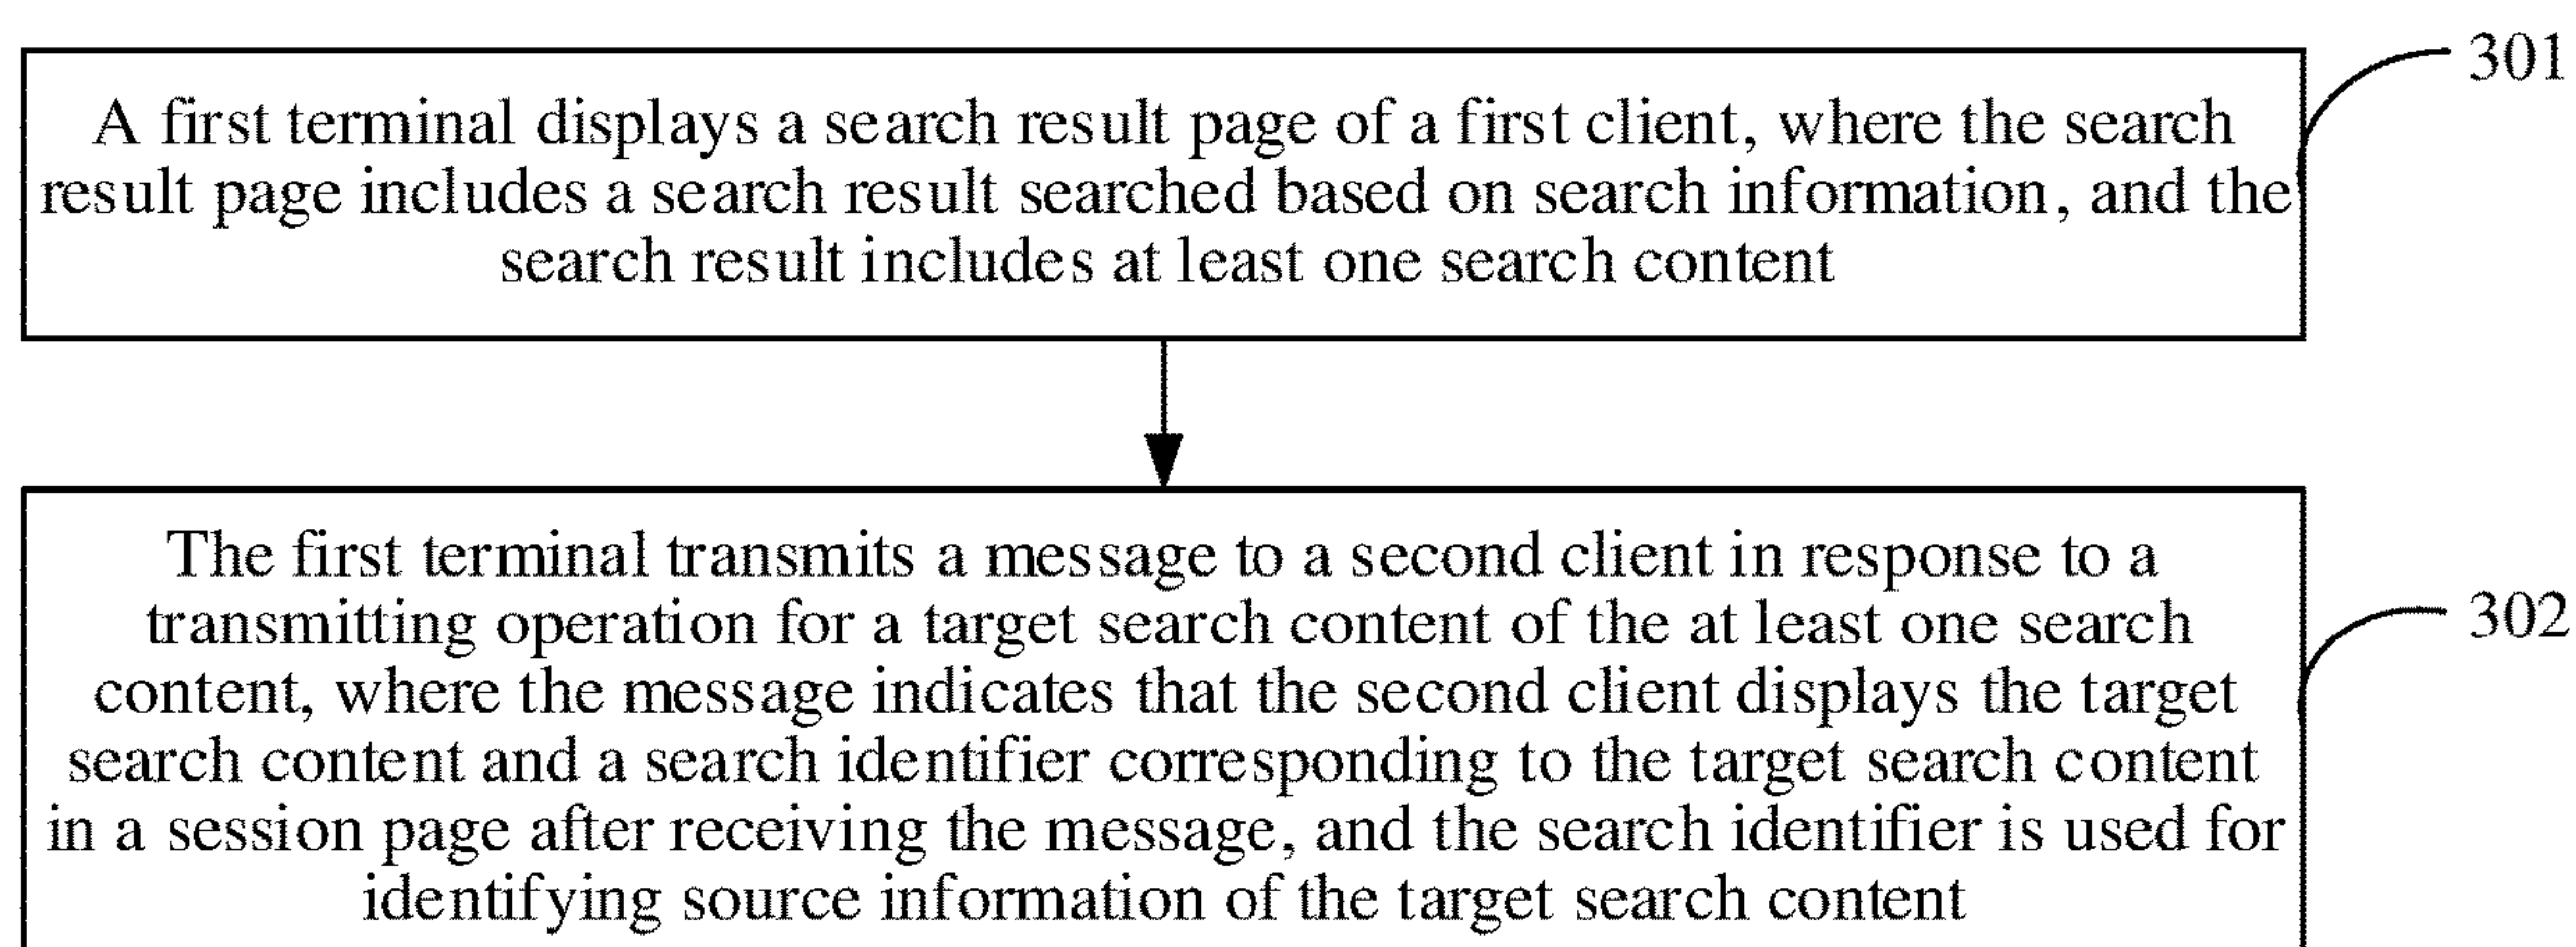 301
A first terminal displays a search result page of a first client, where the search
result page includes a search result searched based on search information, and the
search result includes at least one search content
The first terminal transmits a message to a second client in response to a
transmitting operation for a target search content of the at least one search
content, where the message indicates that the second client displays the target
search content and a search identifier corresponding to the target search content
in a session page after receiving the message, and the search identifier is used for
identifying source information of the target search content
302